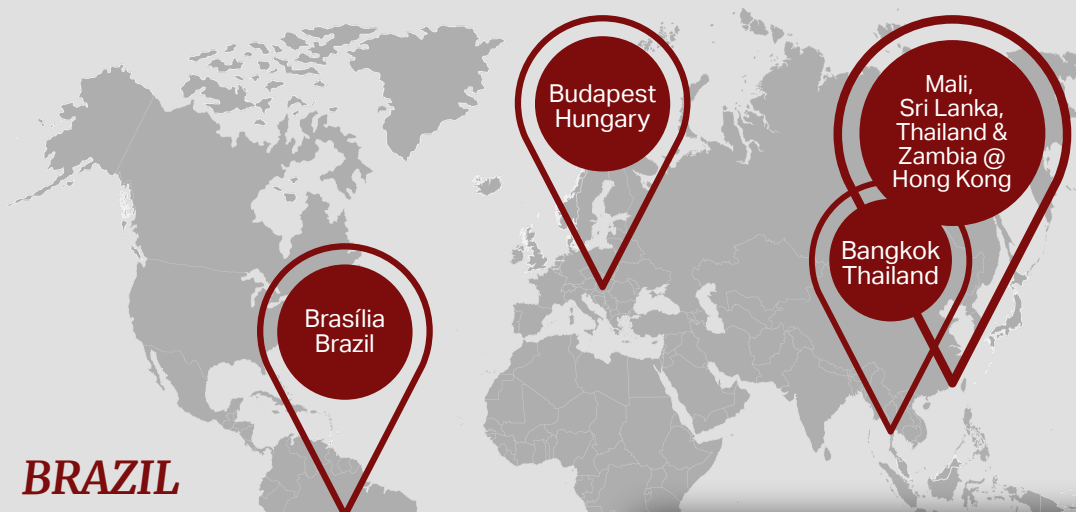 Budapest
Hungary
Mali,
Sri Lanka,
Thailand &
Zambia @
Hong Kong
Bangkok
Thailand
Brasília
Brazil
BRAZIL